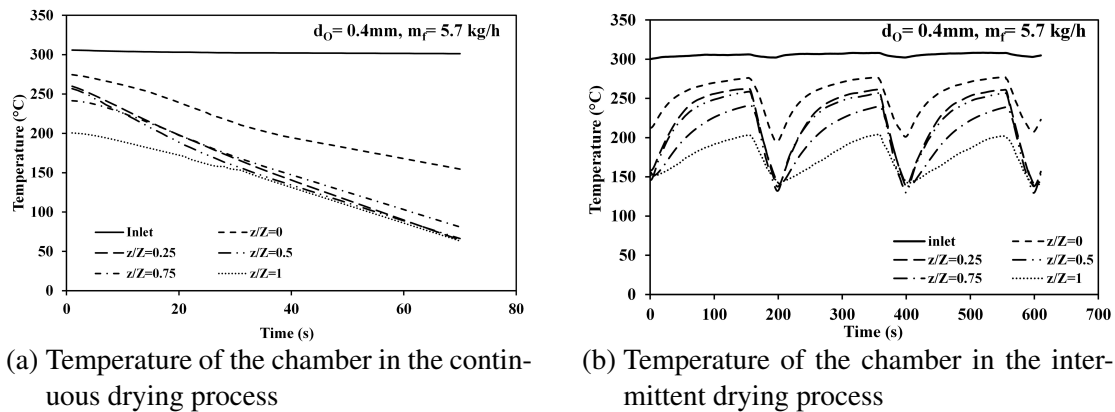 d_O= 0.4mm, m_f= 5.7 kg/h
350
300
250
200
150
100
50
0
Temperature (°C)
Inlet
z/Z=0
z/Z=0.25
z/Z=0.5
z/Z=0.75
z/Z=1
0 20 40 60 80
Time (s)
(a) Temperature of the chamber in the contin-
uous drying process
d_O= 0.4mm, m_f= 5.7 kg/h
350
300
250
200
150
100
50
0
Temperature (°C)
inlet
z/Z=0
z/Z=0.25
z/Z=0.5
z/Z=0.75
z/Z=1
0 100 200 300 400 500 600 700
Time (s)
(b) Temperature of the chamber in the inter-
mittent drying process